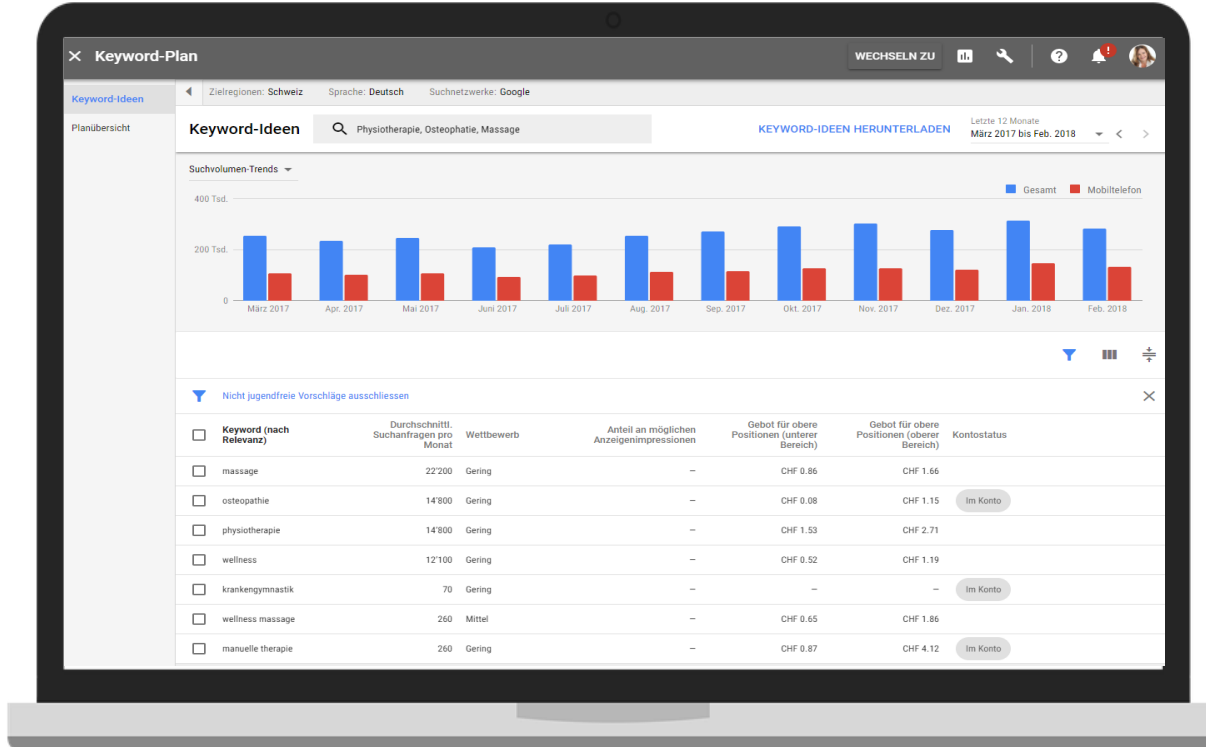 Keyword-Plan
WECHSELN ZU
!
Keyword-Ideen
Planübersicht
Zielregionen: Schweiz Sprache: Deutsch Suchnetzwerke: Google
Keyword-Ideen
Physiotherapie, Osteophatie, Massage
KEYWORD-IDEEN HERUNTERLADEN
Letzte 12 Monate
März 2017 bis Feb. 2018
Suchvolumen-Trends
Gesamt Mobiltelefon
400 Tsd.
200 Tsd.
0
März 2017 Apr. 2017 Mai 2017 Juni 2017 Juli 2017 Aug. 2017 Sep. 2017 Okt. 2017 Nov. 2017 Dez. 2017 Jan. 2018 Feb. 2018
Nicht jugendfreie Vorschläge ausschliessen
Keyword (nach
Relevanz)
Durchschnittl.
Suchanfragen pro
Monat
Wettbewerb
Anteil an möglichen
Anzeigenimpressionen
Gebot für obere
Positionen (unterer
Bereich)
Gebot für obere
Positionen (oberer
Bereich)
Kontostatus
massage 22'200 Gering – CHF 0.86 CHF 1.66
osteopathie 14'800 Gering – CHF 0.08 CHF 1.15 Im Konto
physiotherapie 14'800 Gering – CHF 1.53 CHF 2.71
wellness 12'100 Gering – CHF 0.52 CHF 1.19
krankengymnastik 70 Gering – – – Im Konto
wellness massage 260 Mittel – CHF 0.65 CHF 1.86
manuelle therapie 260 Gering – CHF 0.87 CHF 4.12 Im Konto